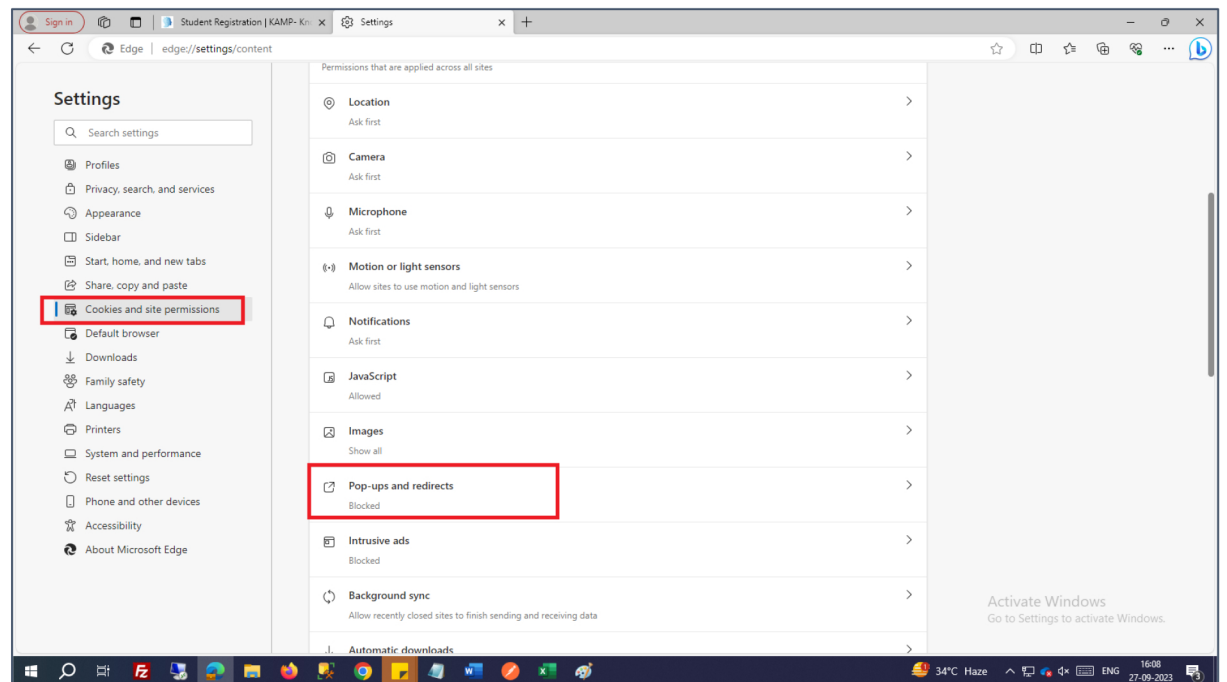 Sign in
Student Registration | KAMP- Kn
Settings
Edge | edge://settings/content
Permissions that are applied across all sites
Settings
Search settings
Profiles
Privacy, search, and services
Appearance
Sidebar
Start, home, and new tabs
Share, copy and paste
Cookies and site permissions
Default browser
Downloads
Family safety
Languages
Printers
System and performance
Reset settings
Phone and other devices
Accessibility
About Microsoft Edge
Location
Ask first
Camera
Ask first
Microphone
Ask first
Motion or light sensors
Allow sites to use motion and light sensors
Notifications
Ask first
JavaScript
Allowed
Images
Show all
Pop-ups and redirects
Blocked
Intrusive ads
Blocked
Background sync
Allow recently closed sites to finish sending and receiving data
Automatic downloads
Activate Windows
Go to Settings to activate Windows.
34°C Haze
ENG
16:08
27-09-2023